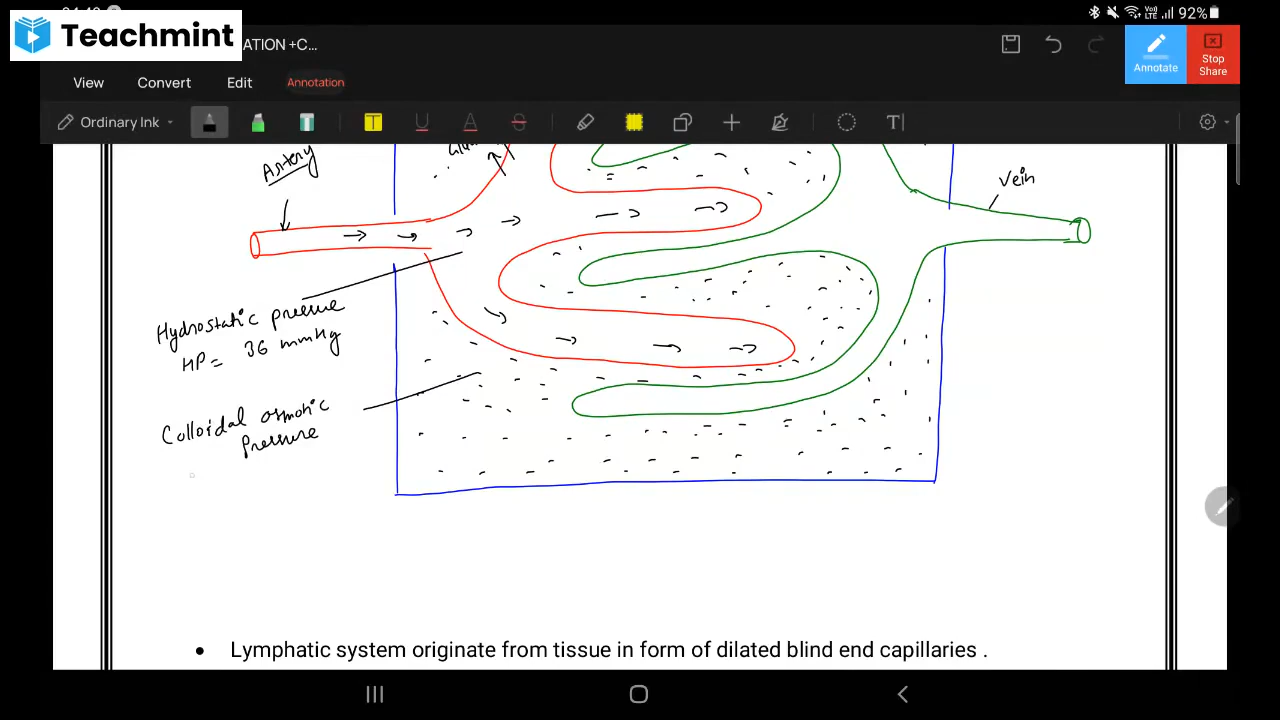 92%
Teachmint
ATION +C...
Annotate
Stop
Share
View Convert Edit Annotation
Ordinary Ink
Artery
Vein
Hydrostatic pressure
HP = 36 mmHg
Colloidal osmotic
pressure
• Lymphatic system originate from tissue in form of dilated blind end capillaries .